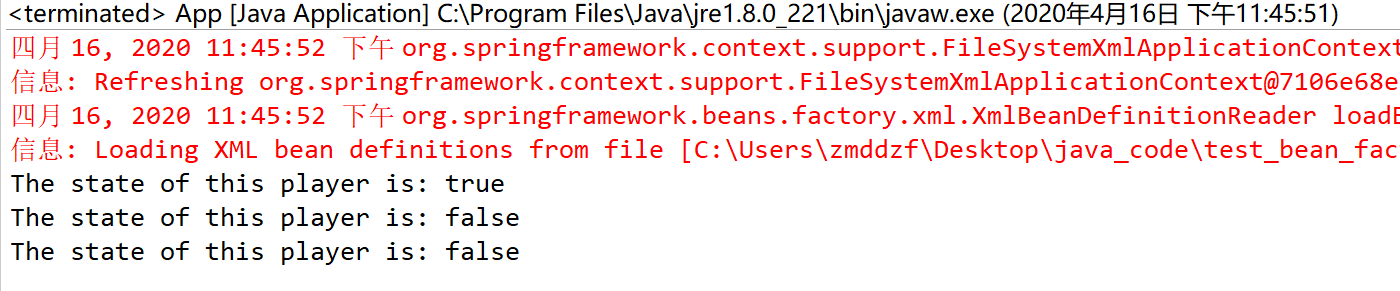 <terminated> App [Java Application] C:\Program Files\Java\jre1.8.0_221\bin\javaw.exe (2020年4月16日 下午11:45:51)
四月 16, 2020 11:45:52 下午 org.springframework.context.support.FileSystemXmlApplicationContext
信息: Refreshing org.springframework.context.support.FileSystemXmlApplicationContext@7106e68e
四月 16, 2020 11:45:52 下午 org.springframework.beans.factory.xml.XmlBeanDefinitionReader load
信息: Loading XML bean definitions from file [C:\Users\zmddzf\Desktop\java_code\test_bean_fac
The state of this player is: true
The state of this player is: false
The state of this player is: false